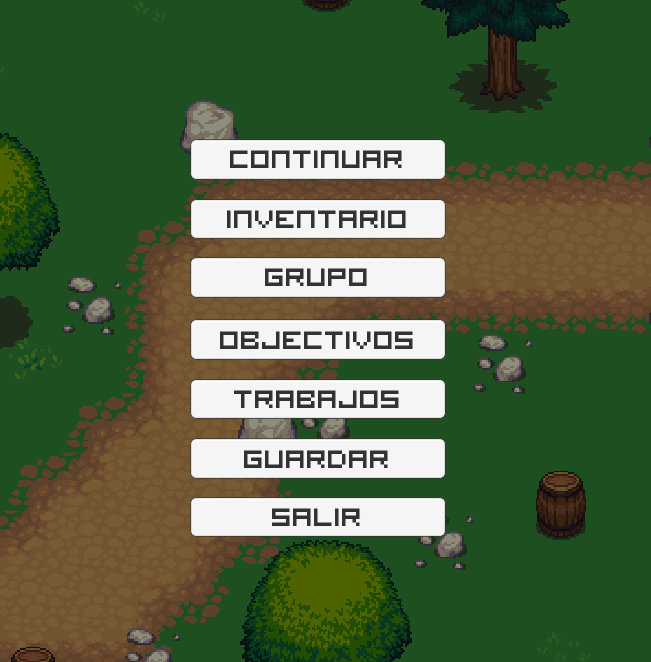 CONTINUAR
INVENTARIO
GRUPO
OBJECTIVOS
TRABAJOS
GUARDAR
SALIR